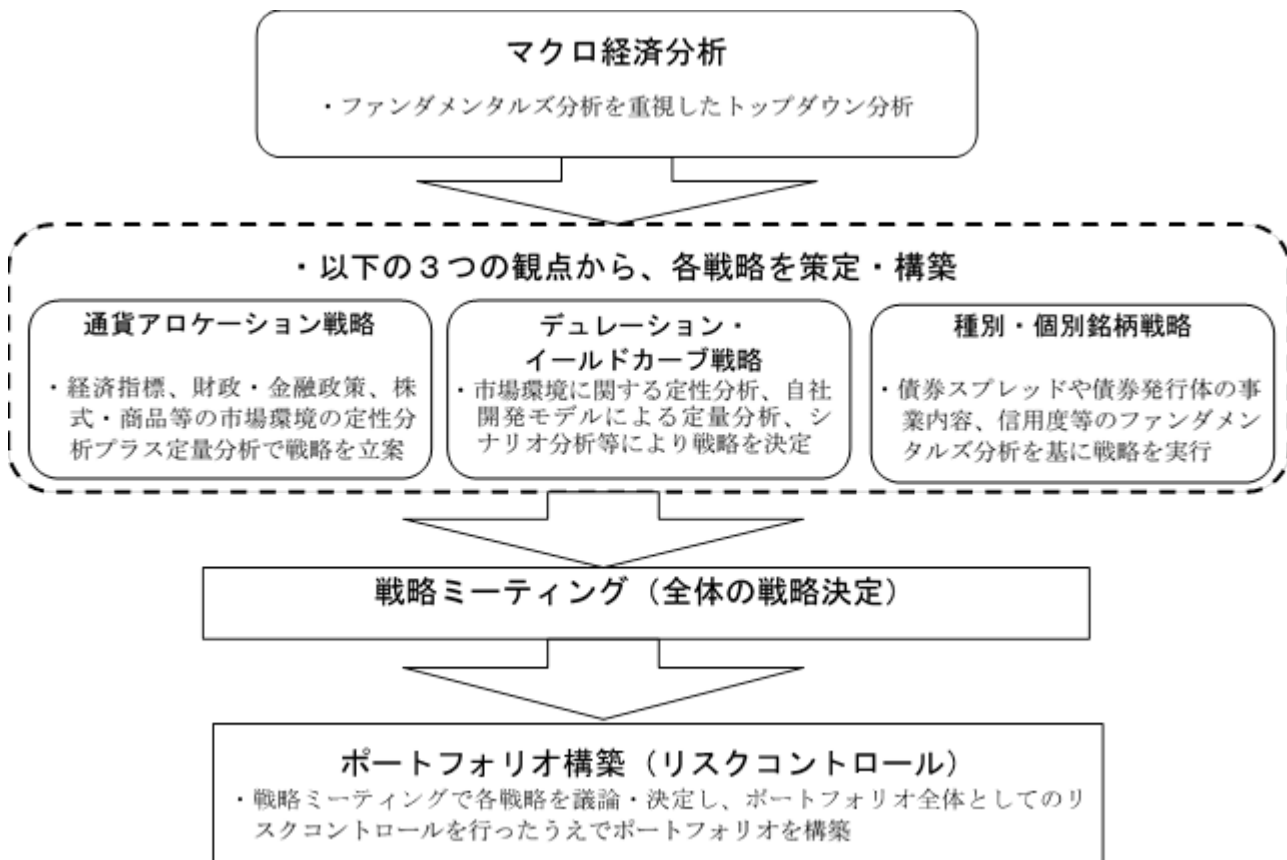 マクロ経済分析
・ファンダメンタルズ分析を重視したトップダウン分析
・以下の３つの観点から、各戦略を策定・構築
通貨アロケーション戦略
・経済指標、財政・金融政策、株
式・商品等の市場環境の定性分
析プラス定量分析で戦略を立案
デュレーション・
イールドカーブ戦略
・市場環境に関する定性分析、自社
開発モデルによる定量分析、シ
ナリオ分析等により戦略を決定
種別・個別銘柄戦略
・債券スプレッドや債券発行体の事
業内容、信用度等のファンダメン
タルズ分析を基に戦略を実行
戦略ミーティング（全体の戦略決定）
ポートフォリオ構築（リスクコントロール）
・戦略ミーティングで各戦略を議論・決定し、ポートフォリオ全体としてのリ
スクコントロールを行ったうえでポートフォリオを構築